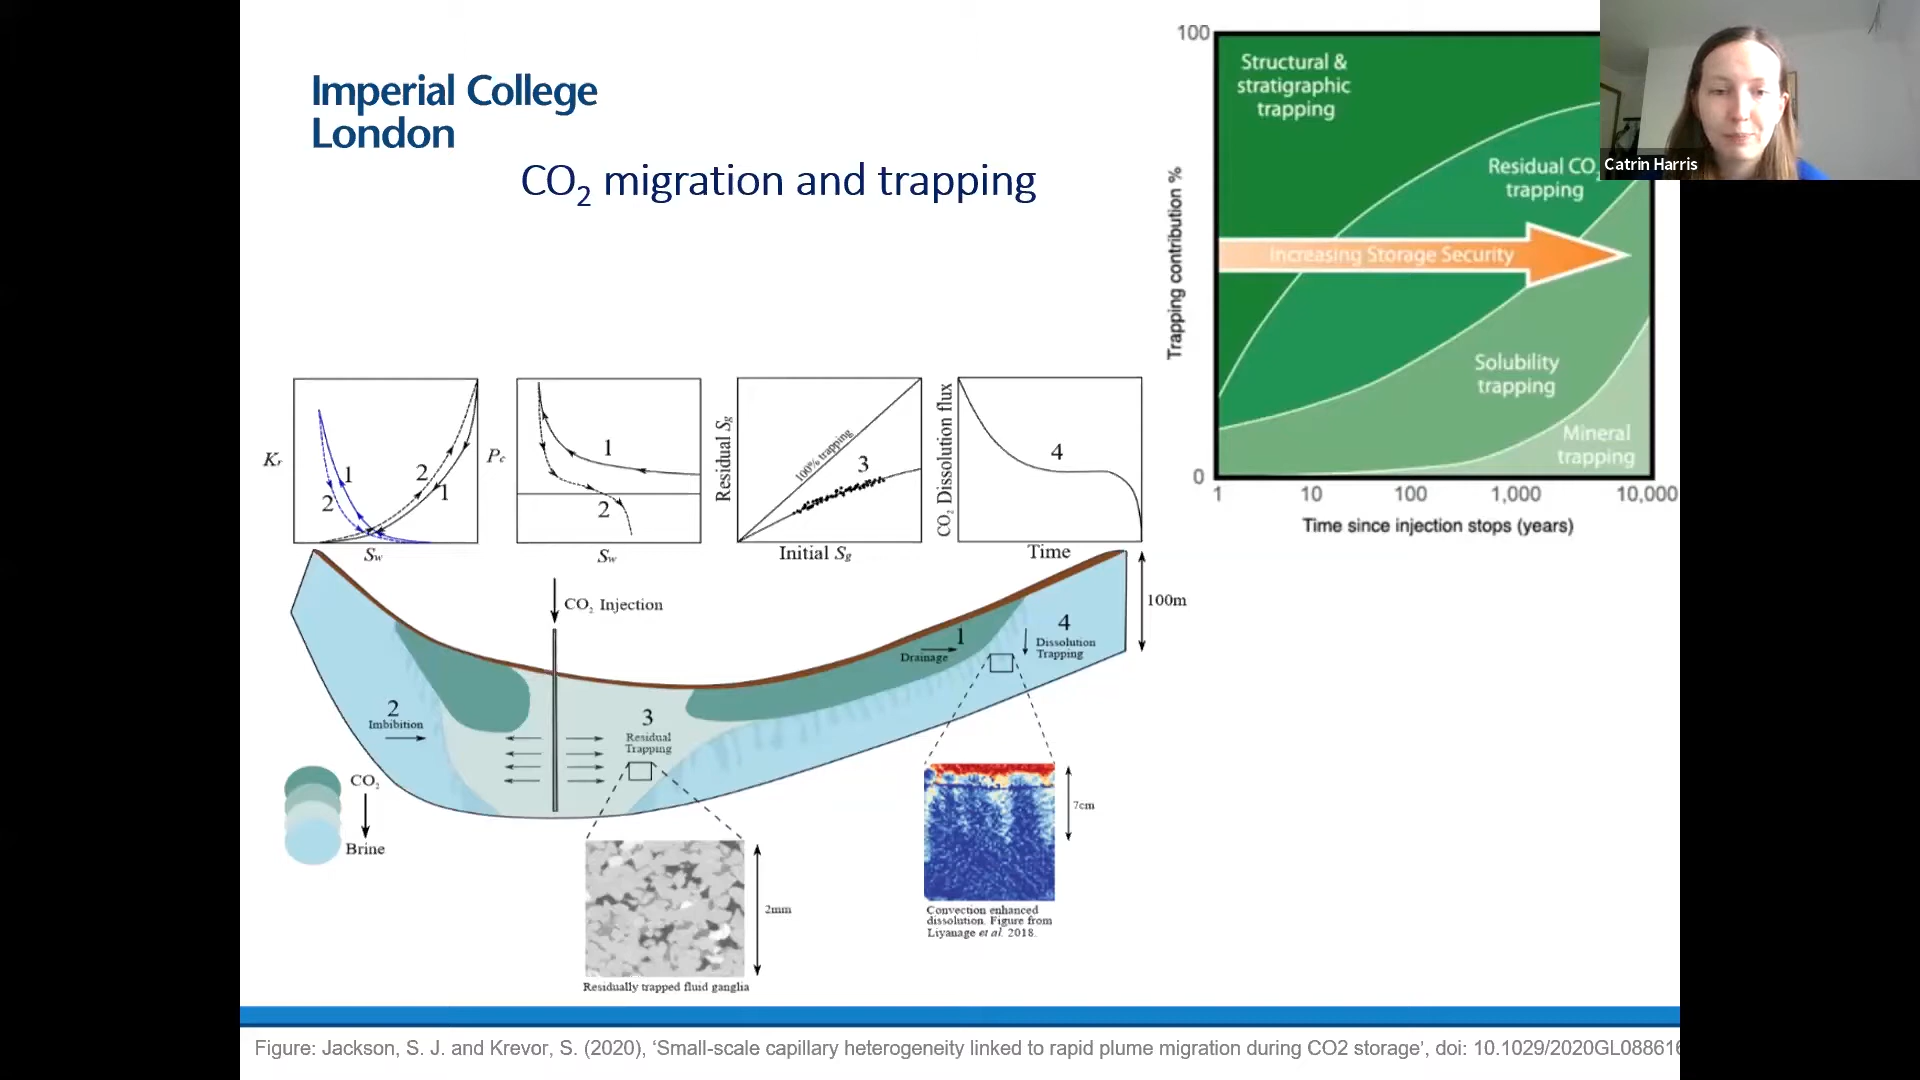 Imperial College
London
CO2 migration and trapping
Catrin Harris
100
Structural &
stratigraphic
trapping
Residual CO2
trapping
Increasing Storage Security
Solubility
trapping
Mineral
trapping
Trapping contribution %
0
1 10 100 1,000 10,000
Time since injection stops (years)
Kr
1
2
2
1
Sw
Pc
1
2
Sw
Residual Sg
100% trapping
3
Initial Sg
CO2 Dissolution flux
4
Time
CO2 Injection
100m
1
Drainage
4
Dissolution
Trapping
2
Imbibition
3
Residual
Trapping
CO2
Brine
7cm
2mm
Convection enhanced
dissolution. Figure from
Liyanage et al. 2018.
Residually trapped fluid ganglia
Figure: Jackson, S. J. and Krevor, S. (2020), ‘Small-scale capillary heterogeneity linked to rapid plume migration during CO2 storage’, doi: 10.1029/2020GL088616